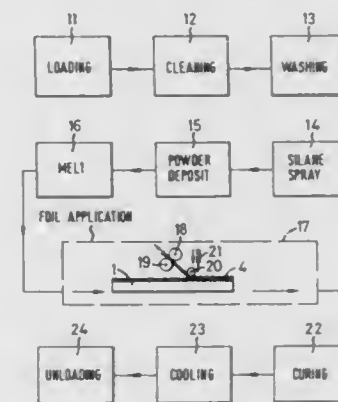 11 12 13
LOADING CLEANING WASHING
16 15 14
MELT POWDER DEPOSIT SILANE SPRAY
FOIL APPLICATION
17
18
19 21
20
1 4
24 23 22
UNLOADING COOLING CURING